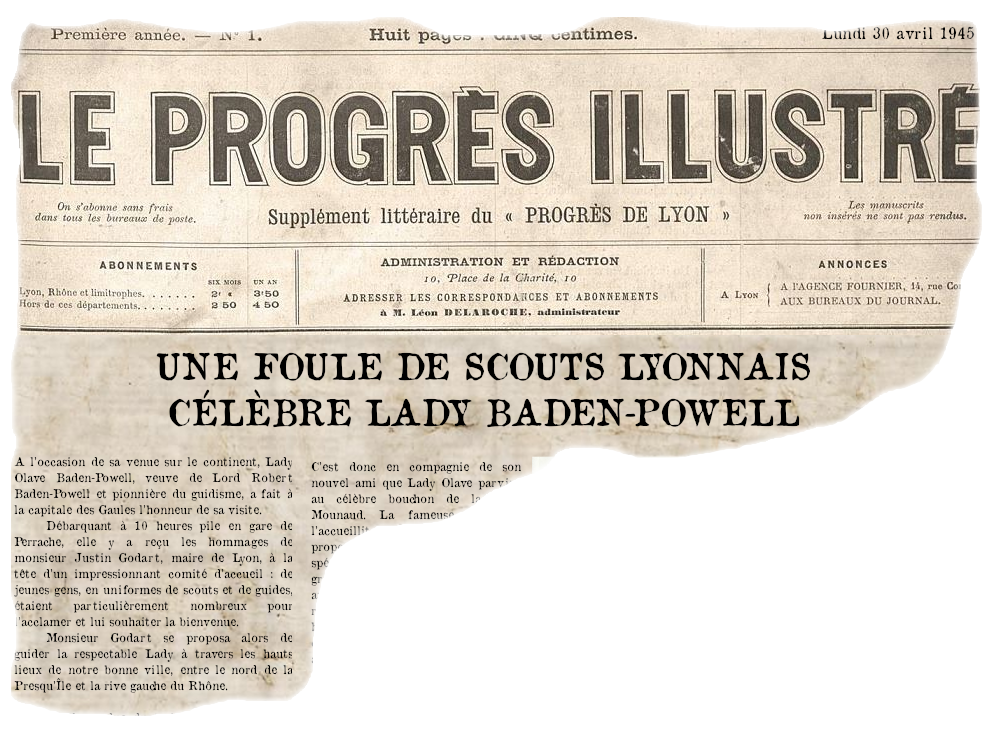 Première année. — N° 1.
Huit pages : CINQ centimes.
Lundi 30 avril 1945
LE PROGRÈS ILLUSTRÉ
On s'abonne sans frais
dans tous les bureaux de poste.
Supplément littéraire du « PROGRÈS DE LYON »
Les manuscrits
non insérés ne sont pas rendus.
ABONNEMENTS
SIX MOIS UN AN
Lyon, Rhône et limitrophes. . . . . . . 2f « 3f50
Hors de ces départements. . . . . . . . 2 50 4 50
ADMINISTRATION ET RÉDACTION
10, Place de la Charité, 10
ADRESSER LES CORRESPONDANCES ET ABONNEMENTS
à M. Léon DELAROCHE, administrateur
ANNONCES
A Lyon { A l'AGENCE FOURNIER, 14, rue
AUX BUREAUX DU JOURNAL.
UNE FOULE DE SCOUTS LYONNAIS
CÉLÈBRE LADY BADEN-POWELL
A l'occasion de sa venue sur le continent, Lady
Olave Baden-Powell, veuve de Lord Robert
Baden-Powell et pionnière du guidisme, a fait à
la capitale des Gaules l'honneur de sa visite.
Débarquant à 10 heures pile en gare de
Perrache, elle y a reçu les hommages de
monsieur Justin Godart, maire de Lyon, à la
tête d'un impressionnant comité d'accueil : de
jeunes gens, en uniformes de scouts et de guides,
étaient particulièrement nombreux pour
l'acclamer et lui souhaiter la bienvenue.
Monsieur Godart se proposa alors de
guider la respectable Lady à travers les hauts
lieux de notre bonne ville, entre le nord de la
Presqu'Île et la rive gauche du Rhône.
C'est donc en compagnie de son
nouvel ami que Lady Olave
au célèbre bouchon de
Mounaud. La